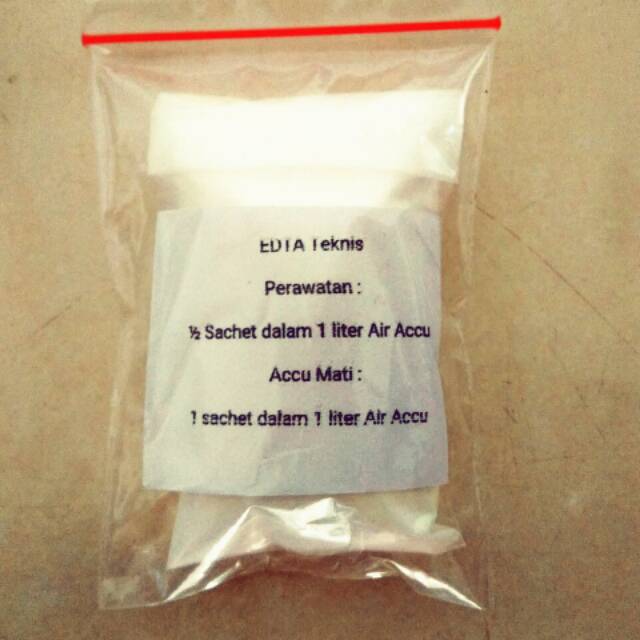 EDTA Teknis
Perawatan :
½ Sachet dalam 1 liter Air Accu
Accu Mati :
1 sachet dalam 1 liter Air Accu